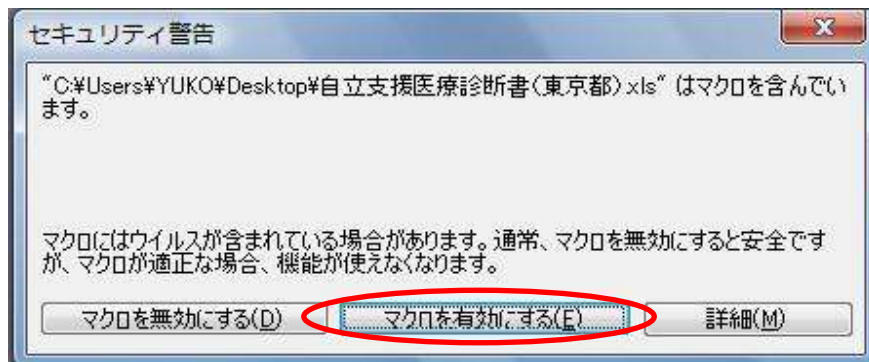 セキュリティ警告
"C:¥Users¥YUKO¥Desktop¥自立支援医療診断書(東京都).xls" はマクロを含んでい
ます。
マクロにはウイルスが含まれている場合があります。通常、マクロを無効にすると安全です
が、マクロが適正な場合、機能が使えなくなります。
マクロを無効にする(D) マクロを有効にする(E) 詳細(M)